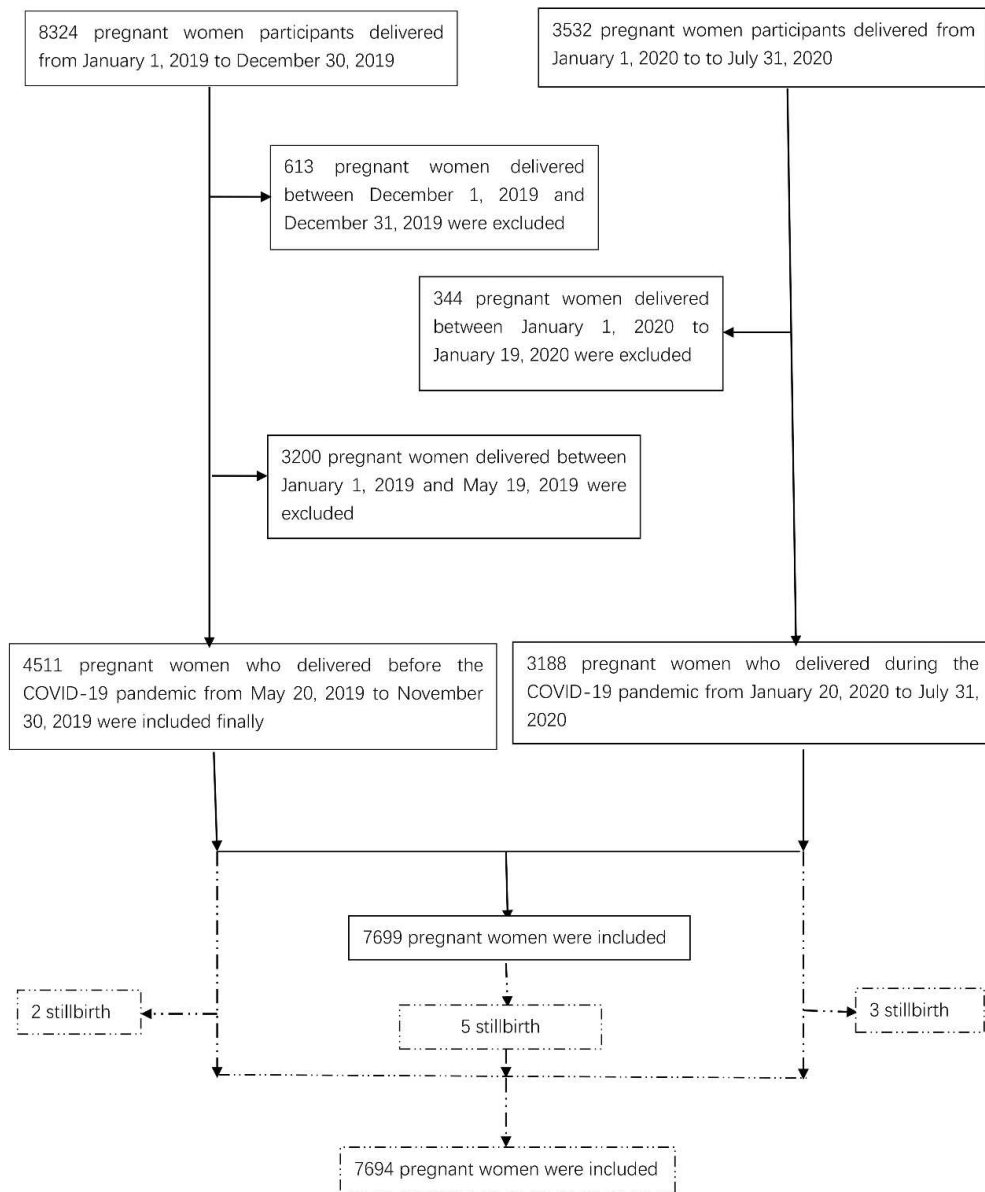 8324 pregnant women participants delivered
from January 1, 2019 to December 30, 2019
3532 pregnant women participants delivered from
January 1, 2020 to to July 31, 2020
613 pregnant women delivered
between December 1, 2019 and
December 31, 2019 were excluded
344 pregnant women delivered
between January 1, 2020 to
January 19, 2020 were excluded
3200 pregnant women delivered between
January 1, 2019 and May 19, 2019 were
excluded
4511 pregnant women who delivered before the
COVID-19 pandemic from May 20, 2019 to November
30, 2019 were included finally
3188 pregnant women who delivered during the
COVID-19 pandemic from January 20, 2020 to July 31,
2020
7699 pregnant women were included
2 stillbirth
5 stillbirth
3 stillbirth
7694 pregnant women were included